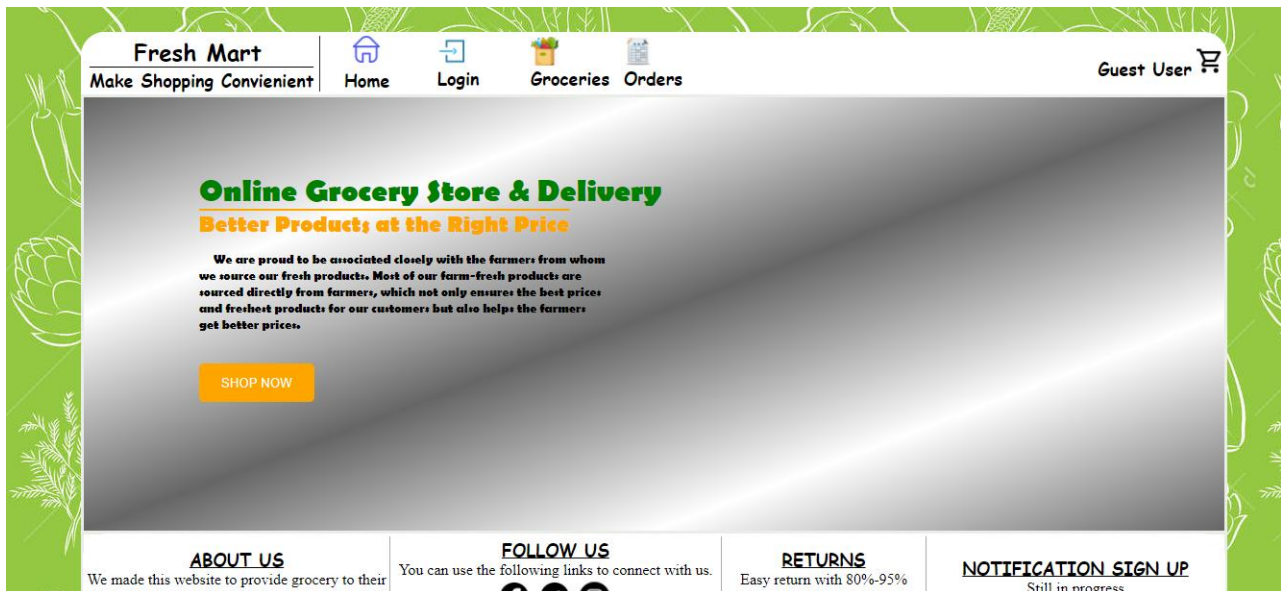 Fresh Mart
Make Shopping Convienient
Home
Login
Groceries
Orders
Guest User
Online Grocery Store & Delivery
Better Products at the Right Price
We are proud to be associated closely with the farmers from whom
we source our fresh products. Most of our farm-fresh products are
sourced directly from farmers, which not only ensures the best prices
and freshest products for our customers but also helps the farmers
get better prices.
SHOP NOW
ABOUT US
We made this website to provide grocery to their
FOLLOW US
You can use the following links to connect with us.
RETURNS
Easy return with 80%-95%
NOTIFICATION SIGN UP
Still in progress